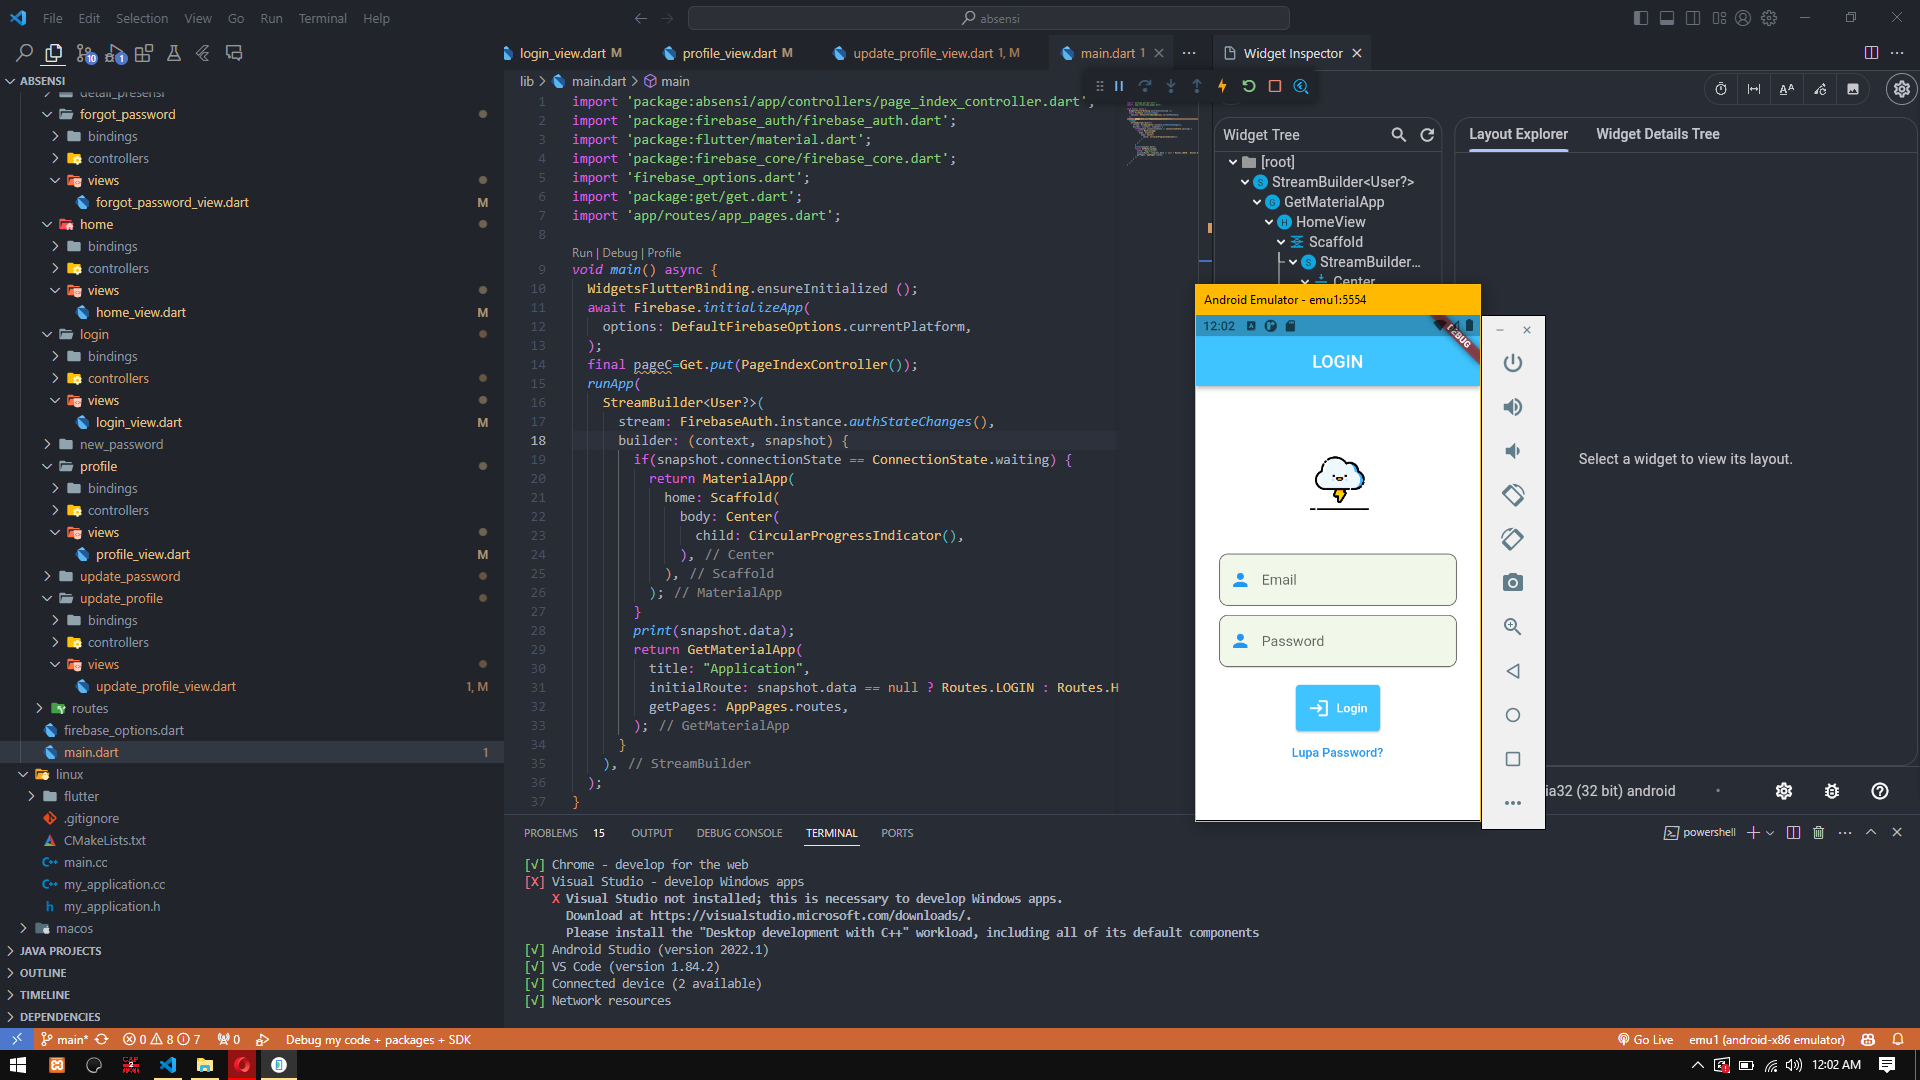 File Edit Selection View Go Run Terminal Help
absensi
10
1
ABSENSI
detail_presensi
forgot_password
bindings
controllers
views
forgot_password_view.dart M
home
bindings
controllers
views
home_view.dart M
login
bindings
controllers
views
login_view.dart M
new_password
profile
bindings
controllers
views
profile_view.dart M
update_password
update_profile
bindings
controllers
views
update_profile_view.dart 1, M
routes
firebase_options.dart
main.dart 1
linux
flutter
.gitignore
CMakeLists.txt
main.cc
my_application.cc
my_application.h
macos
JAVA PROJECTS
OUTLINE
TIMELINE
DEPENDENCIES
login_view.dart M profile_view.dart M update_profile_view.dart 1, M main.dart 1
lib > main.dart > main
1 import 'package:absensi/app/controllers/page_index_controller.dart';
2 import 'package:firebase_auth/firebase_auth.dart';
3 import 'package:flutter/material.dart';
4 import 'package:firebase_core/firebase_core.dart';
5 import 'firebase_options.dart';
6 import 'package:get/get.dart';
7 import 'app/routes/app_pages.dart';
8
Run | Debug | Profile
9 void main() async {
10 WidgetsFlutterBinding.ensureInitialized ();
11 await Firebase.initializeApp(
12 options: DefaultFirebaseOptions.currentPlatform,
13 );
14 final pageC=Get.put(PageIndexController());
15 runApp(
16 StreamBuilder<User?>(
17 stream: FirebaseAuth.instance.authStateChanges(),
18 builder: (context, snapshot) {
19 if(snapshot.connectionState == ConnectionState.waiting) {
20 return MaterialApp(
21 home: Scaffold(
22 body: Center(
23 child: CircularProgressIndicator(),
24 ), // Center
25 ), // Scaffold
26 ); // MaterialApp
27 }
28 print(snapshot.data);
29 return GetMaterialApp(
30 title: "Application",
31 initialRoute: snapshot.data == null ? Routes.LOGIN : Routes.H
32 getPages: AppPages.routes,
33 ); // GetMaterialApp
34 }
35 ), // StreamBuilder
36 );
37 }
Widget Inspector
Widget Tree
[root]
StreamBuilder<User?>
GetMaterialApp
HomeView
Scaffold
StreamBuilder...
Center
Layout Explorer Widget Details Tree
Select a widget to view its layout.
ia32 (32 bit) android
Android Emulator - emu1:5554
12:02
DEBUG
LOGIN
Email
Password
Login
Lupa Password?
PROBLEMS 15 OUTPUT DEBUG CONSOLE TERMINAL PORTS
powershell
[√] Chrome - develop for the web
[X] Visual Studio - develop Windows apps
X Visual Studio not installed; this is necessary to develop Windows apps.
Download at https://visualstudio.microsoft.com/downloads/.
Please install the "Desktop development with C++" workload, including all of its default components
[√] Android Studio (version 2022.1)
[√] VS Code (version 1.84.2)
[√] Connected device (2 available)
[√] Network resources
main* 0 8 7 0 Debug my code + packages + SDK Go Live emu1 (android-x86 emulator)
12:02 AM